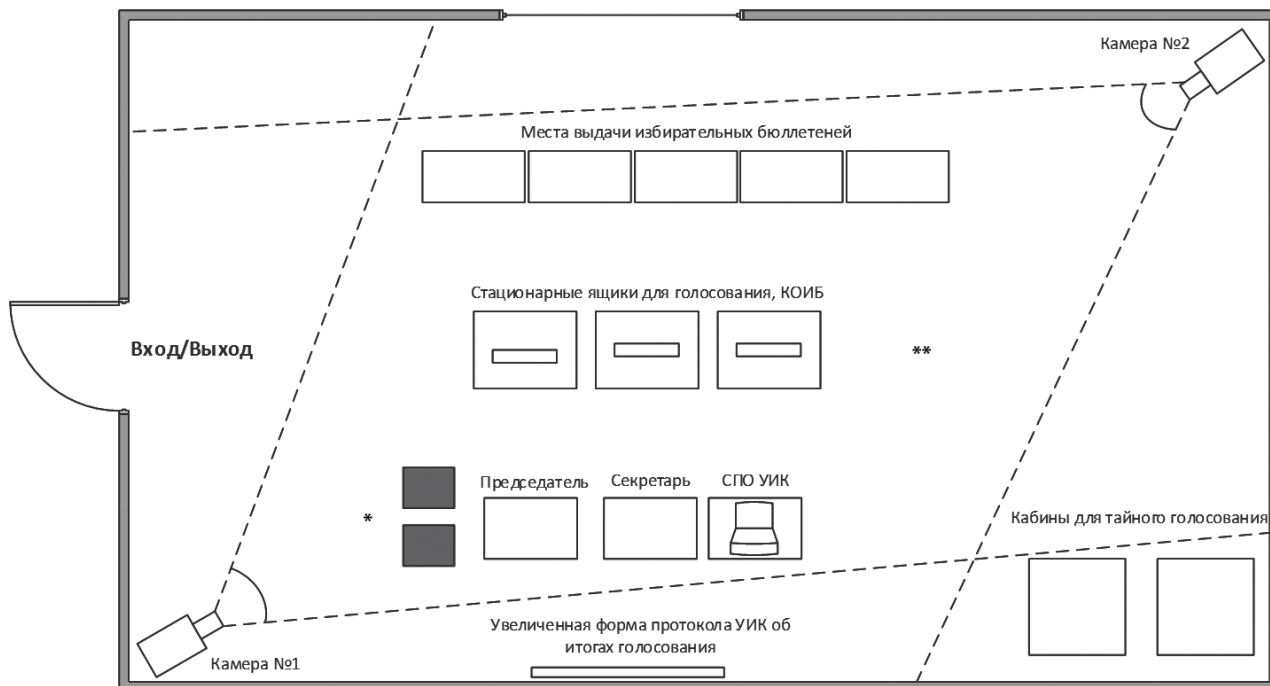 Камера №2
Места выдачи избирательных бюллетеней
Стационарные ящики для голосования, КОИБ
Вход/Выход
**
Председатель
Секретарь
СПО УИК
*
Кабины для тайного голосования
Увеличенная форма протокола УИК об
итогах голосования
Камера №1